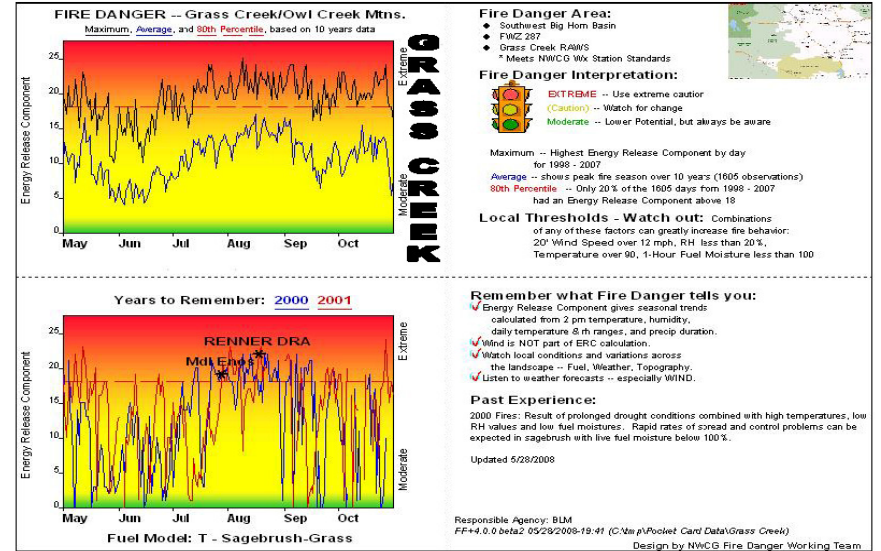 FIRE DANGER -- Grass Creek/Owl Creek Mtns.
Maximum, Average, and 80th Percentile, based on 10 years data
Energy Release Component
25
20
15
10
5
0
May Jun Jul Aug Sep Oct
Extreme
Moderate
GRASS CREEK
Fire Danger Area:
◆ Southwest Big Horn Basin
◆ FWZ 287
◆ Grass Creek RAWS
* Meets NWCG Wx Station Standards
Fire Danger Interpretation:
EXTREME -- Use extreme caution
(Caution) -- Watch for change
Moderate -- Lower Potential, but always be aware
Maximum -- Highest Energy Release Component by day
for 1998 - 2007
Average -- shows peak fire season over 10 years (1605 observations)
80th Percentile -- Only 20% of the 1605 days from 1998 - 2007
had an Energy Release Component above 18
Local Thresholds - Watch out: Combinations
of any of these factors can greatly increase fire behavior:
20' Wind Speed over 12 mph, RH less than 20%,
Temperature over 90, 1-Hour Fuel Moisture less than 100
Years to Remember: 2000 2001
Energy Release Component
25
20
15
10
5
0
RENNER DRA
Mdl Enos
May Jun Jul Aug Sep Oct
Extreme
Moderate
Fuel Model: T - Sagebrush-Grass
Remember what Fire Danger tells you:
Energy Release Component gives seasonal trends
calculated from 2 pm temperature, humidity,
daily temperature & rh ranges, and precip duration.
Wind is NOT part of ERC calculation.
Watch local conditions and variations across
the landscape -- Fuel, Weather, Topography.
Listen to weather forecasts -- especially WIND.
Past Experience:
2000 Fires: Result of prolonged drought conditions combined with high temperatures, low
RH values and low fuel moistures. Rapid rates of spread and control problems can be
expected in sagebrush with live fuel moisture below 100%.
Updated 5/28/2008
Responsible Agency: BLM
FF+4.0.0 beta2 05/28/2008-19:41 (C:\tmp\Pocket Card Data\Grass Creek)
Design by NWCG Fire Danger Working Team